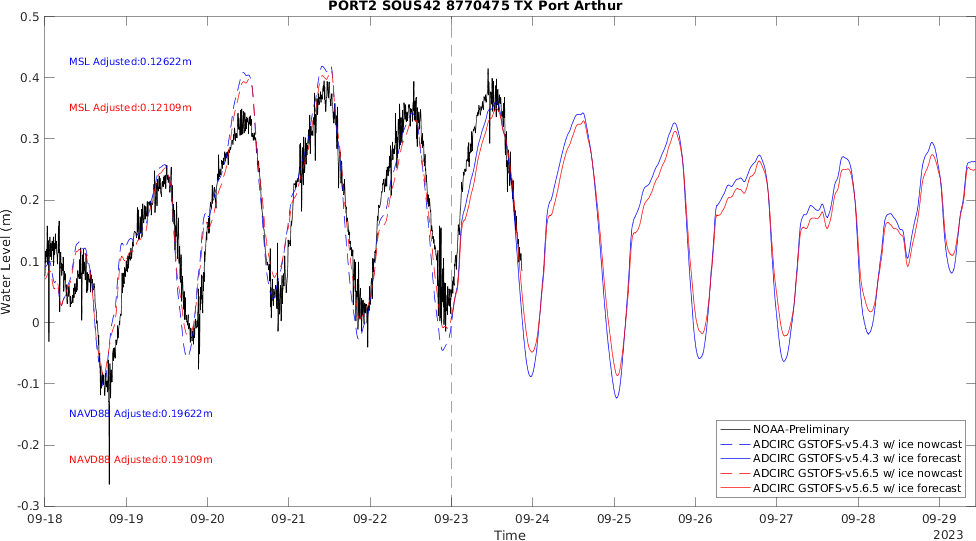 PORT2 SOUS42 8770475 TX Port Arthur
0.5
0.4
0.3
0.2
0.1
0
-0.1
-0.2
-0.3
Water Level (m)
MSL Adjusted:0.12622m
MSL Adjusted:0.12109m
NAVD88 Adjusted:0.19622m
NAVD88 Adjusted:0.19109m
NOAA-Preliminary
ADCIRC GSTOFS-v5.4.3 w/ ice nowcast
ADCIRC GSTOFS-v5.4.3 w/ ice forecast
ADCIRC GSTOFS-v5.6.5 w/ ice nowcast
ADCIRC GSTOFS-v5.6.5 w/ ice forecast
09-18 09-19 09-20 09-21 09-22 09-23 09-24 09-25 09-26 09-27 09-28 09-29
2023
Time